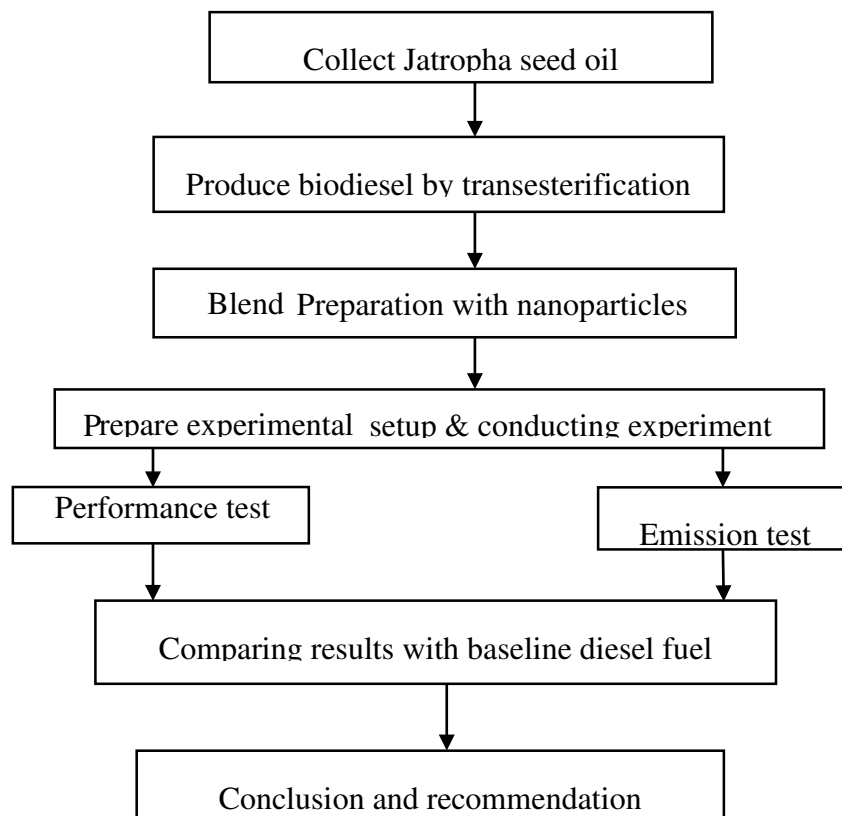 Collect Jatropha seed oil
Produce biodiesel by transesterification
Blend Preparation with nanoparticles
Prepare experimental setup & conducting experiment
Performance test
Emission test
Comparing results with baseline diesel fuel
Conclusion and recommendation